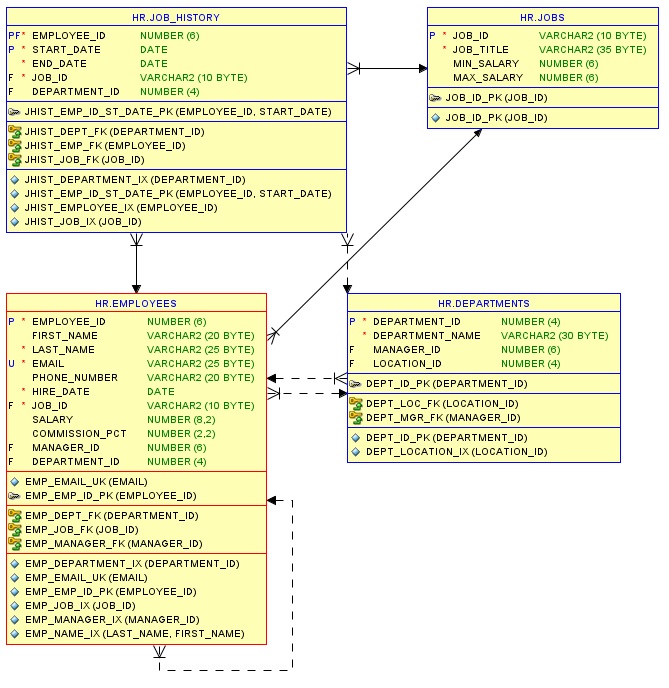 HR.JOB_HISTORY
PF* EMPLOYEE_ID NUMBER (6)
P * START_DATE DATE
* END_DATE DATE
F * JOB_ID VARCHAR2 (10 BYTE)
F DEPARTMENT_ID NUMBER (4)
JHIST_EMP_ID_ST_DATE_PK (EMPLOYEE_ID, START_DATE)
JHIST_DEPT_FK (DEPARTMENT_ID)
JHIST_EMP_FK (EMPLOYEE_ID)
JHIST_JOB_FK (JOB_ID)
JHIST_DEPARTMENT_IX (DEPARTMENT_ID)
JHIST_EMP_ID_ST_DATE_PK (EMPLOYEE_ID, START_DATE)
JHIST_EMPLOYEE_IX (EMPLOYEE_ID)
JHIST_JOB_IX (JOB_ID)
HR.JOBS
P * JOB_ID VARCHAR2 (10 BYTE)
* JOB_TITLE VARCHAR2 (35 BYTE)
MIN_SALARY NUMBER (6)
MAX_SALARY NUMBER (6)
JOB_ID_PK (JOB_ID)
JOB_ID_PK (JOB_ID)
HR.EMPLOYEES
P * EMPLOYEE_ID NUMBER (6)
FIRST_NAME VARCHAR2 (20 BYTE)
* LAST_NAME VARCHAR2 (25 BYTE)
U * EMAIL VARCHAR2 (25 BYTE)
PHONE_NUMBER VARCHAR2 (20 BYTE)
* HIRE_DATE DATE
F * JOB_ID VARCHAR2 (10 BYTE)
SALARY NUMBER (8,2)
COMMISSION_PCT NUMBER (2,2)
F MANAGER_ID NUMBER (6)
F DEPARTMENT_ID NUMBER (4)
EMP_EMAIL_UK (EMAIL)
EMP_EMP_ID_PK (EMPLOYEE_ID)
EMP_DEPT_FK (DEPARTMENT_ID)
EMP_JOB_FK (JOB_ID)
EMP_MANAGER_FK (MANAGER_ID)
EMP_DEPARTMENT_IX (DEPARTMENT_ID)
EMP_EMAIL_UK (EMAIL)
EMP_EMP_ID_PK (EMPLOYEE_ID)
EMP_JOB_IX (JOB_ID)
EMP_MANAGER_IX (MANAGER_ID)
EMP_NAME_IX (LAST_NAME, FIRST_NAME)
HR.DEPARTMENTS
P * DEPARTMENT_ID NUMBER (4)
* DEPARTMENT_NAME VARCHAR2 (30 BYTE)
F MANAGER_ID NUMBER (6)
F LOCATION_ID NUMBER (4)
DEPT_ID_PK (DEPARTMENT_ID)
DEPT_LOC_FK (LOCATION_ID)
DEPT_MGR_FK (MANAGER_ID)
DEPT_ID_PK (DEPARTMENT_ID)
DEPT_LOCATION_IX (LOCATION_ID)